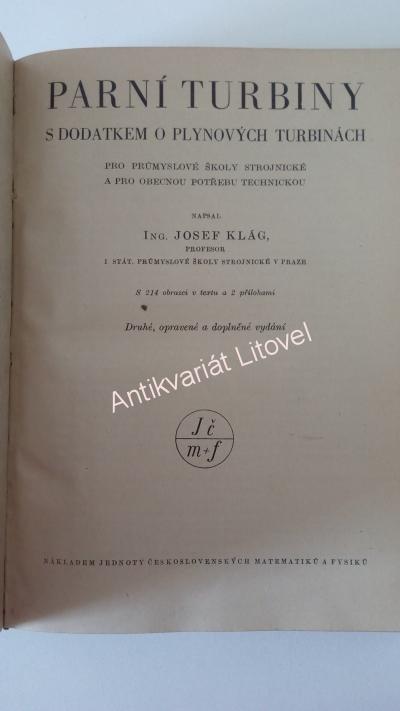 PARNÍ TURBINY
S DODATKEM O PLYNOVÝCH TURBINÁCH
PRO PRŮMYSLOVÉ ŠKOLY STROJNICKÉ
A PRO OBECNOU POTŘEBU TECHNICKOU
NAPSAL
ING. JOSEF KLÁG,
PROFESOR
I STÁT. PRŮMYSLOVÉ ŠKOLY STROJNICKÉ V PRAZE
S 214 obrazci v textu a 2 přílohami
Druhé, opravené a doplněné vydání
Antikvariát Litovel
J č
m+f
NÁKLADEM JEDNOTY ČESKOSLOVENSKÝCH MATEMATIKŮ A FYSIKŮ